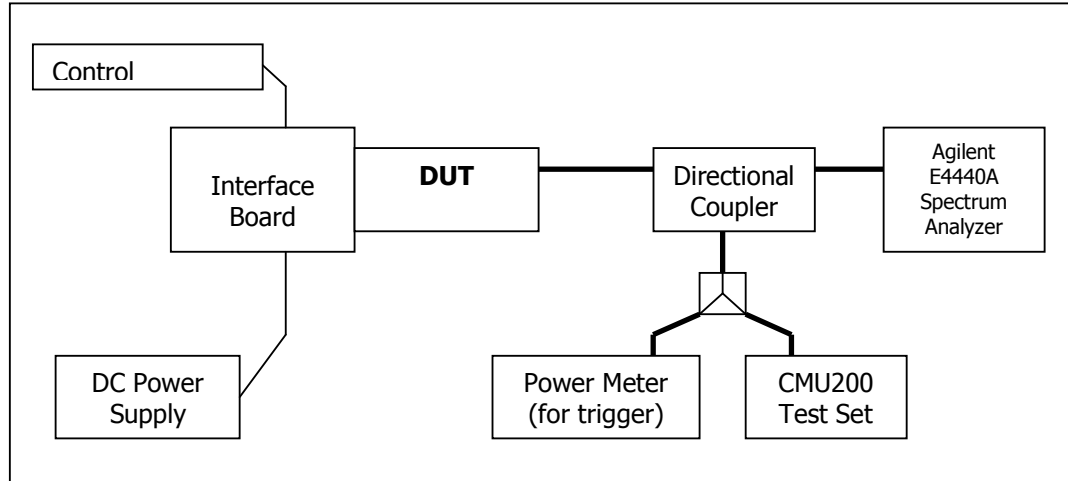 Control
Interface
Board
DUT
Directional
Coupler
Agilent
E4440A
Spectrum
Analyzer
DC Power
Supply
Power Meter
(for trigger)
CMU200
Test Set